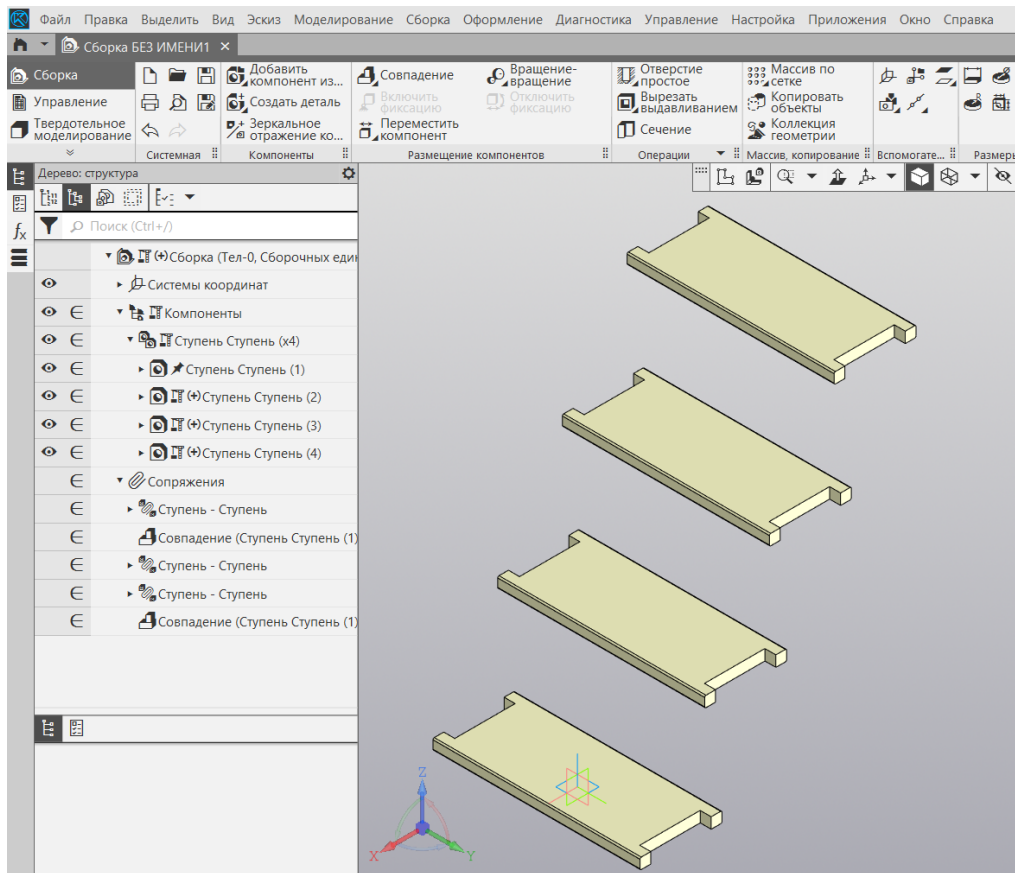 Файл Правка Выделить Вид Эскиз Моделирование Сборка Оформление Диагностика Управление Настройка Приложения Окно Справка
Сборка БЕЗ ИМЕНИ1 ×
Сборка
Управление
Твердотельное
моделирование
Системная
Добавить
компонент из...
Создать деталь
Зеркальное
отражение ко...
Компоненты
Совпадение
Включить
фиксацию
Переместить
компонент
Вращение-
вращение
Отключить
фиксацию
Размещение компонентов
Отверстие
простое
Вырезать
выдавливанием
Сечение
Операции
Массив по
сетке
Копировать
объекты
Коллекция
геометрии
Массив, копирование
Вспомогате...
Размеры
Дерево: структура
Поиск (Ctrl+/)
fx
(+)Сборка (Тел-0, Сборочных един
Системы координат
Компоненты
Ступень Ступень (x4)
Ступень Ступень (1)
(+)Ступень Ступень (2)
(+)Ступень Ступень (3)
(+)Ступень Ступень (4)
Сопряжения
Ступень - Ступень
Совпадение (Ступень Ступень (1)
Ступень - Ступень
Ступень - Ступень
Совпадение (Ступень Ступень (1)
Z
X
Y